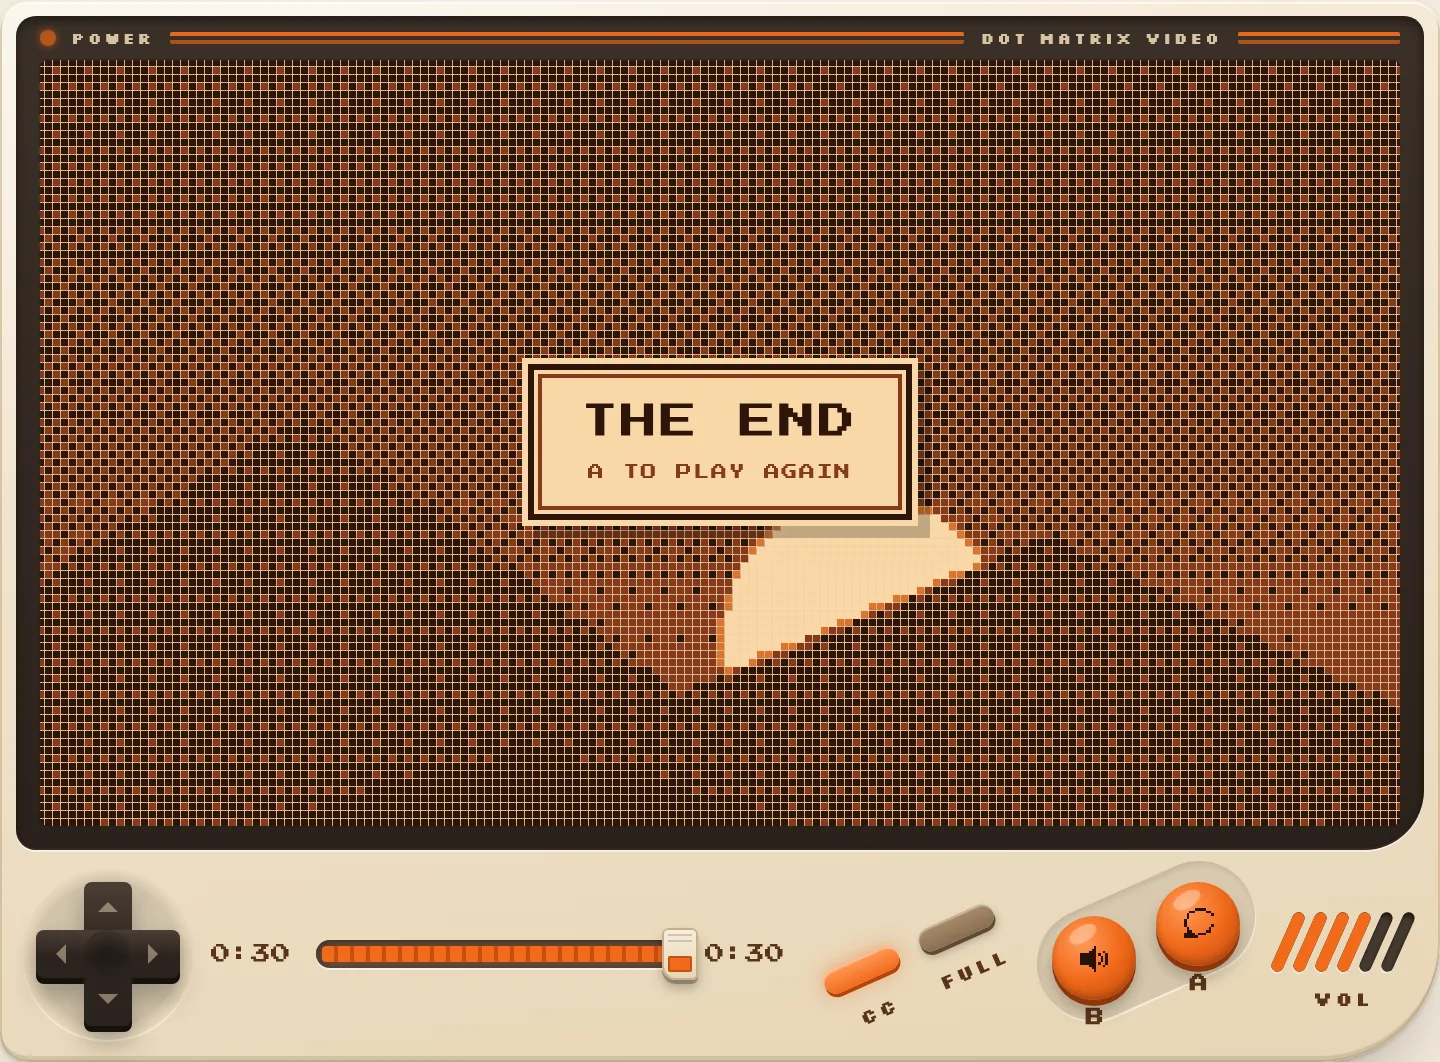 POWER
DOT MATRIX VIDEO
THE END
A TO PLAY AGAIN
0:30
0:30
CC
FULL
B
A
VOL